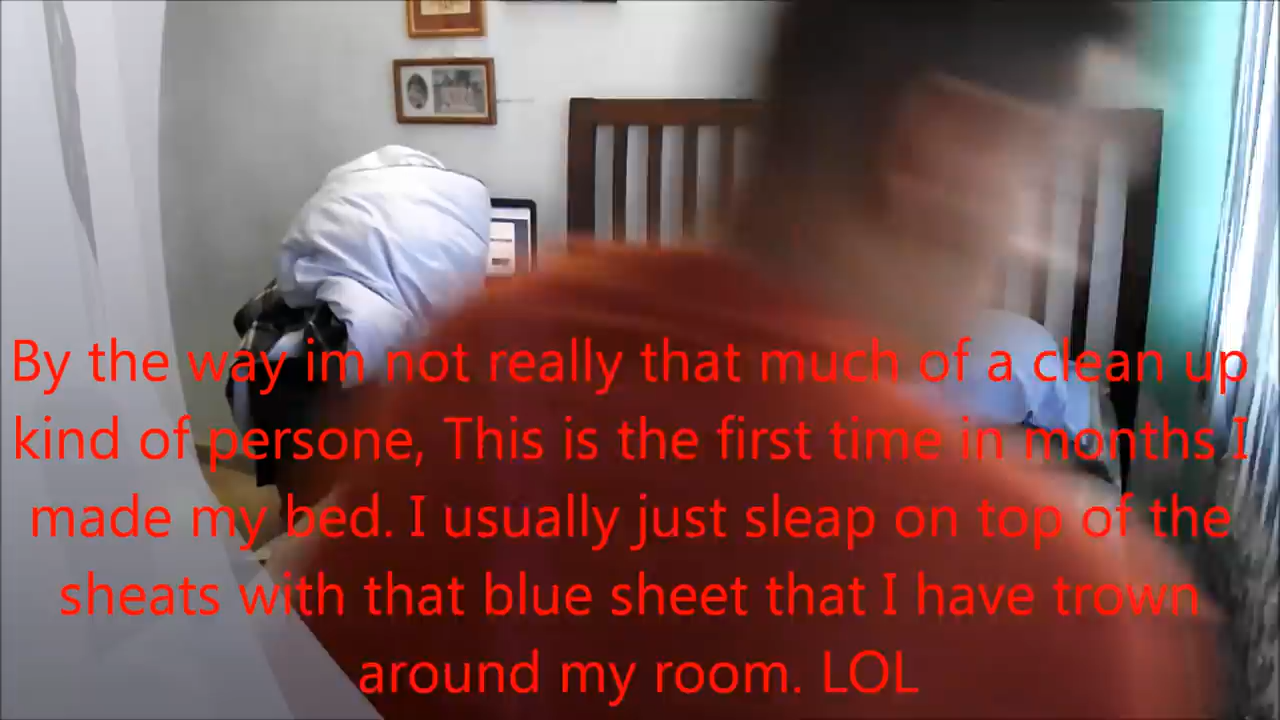 By the way im not really that much of a clean up
kind of persone, This is the first time in months I
made my bed. I usually just sleap on top of the
sheats with that blue sheet that I have trown
around my room. LOL